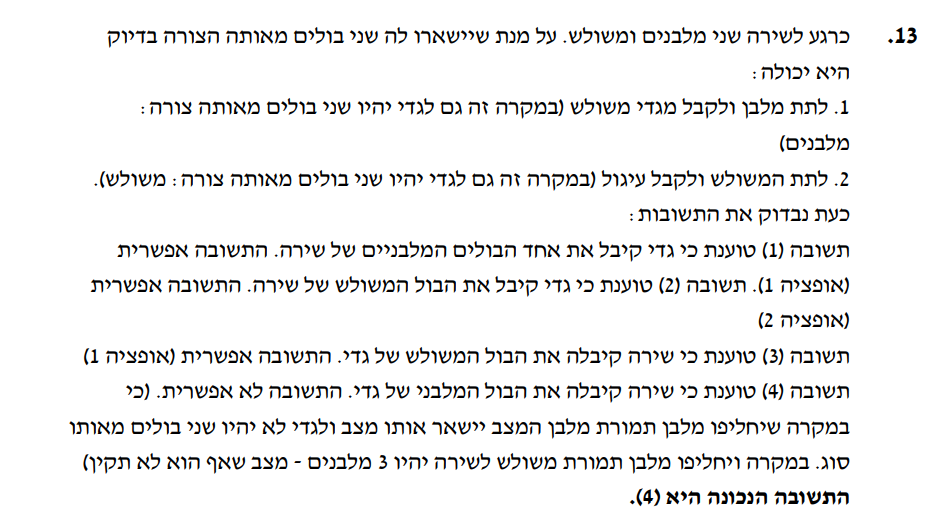 13. כרגע לשירה שני מלבנים ומשולש. על מנת שיישארו לה שני בולים מאותה הצורה בדיוק
היא יכולה:
1. לתת מלבן ולקבל מגדי משולש (במקרה זה גם לגדי יהיו שני בולים מאותה צורה:
מלבנים)
2. לתת המשולש ולקבל עיגול (במקרה זה גם לגדי יהיו שני בולים מאותה צורה: משולש).
כעת נבדוק את התשובות:
תשובה (1) טוענת כי גדי קיבל את אחד הבולים המלבניים של שירה. התשובה אפשרית
(אופציה 1). תשובה (2) טוענת כי גדי קיבל את הבול המשולש של שירה. התשובה אפשרית
(אופציה 2)
תשובה (3) טוענת כי שירה קיבלה את הבול המשולש של גדי. התשובה אפשרית (אופציה 1)
תשובה (4) טוענת כי שירה קיבלה את הבול המלבני של גדי. התשובה לא אפשרית. (כי
במקרה שיחליפו מלבן תמורת מלבן המצב יישאר אותו מצב ולגדי לא יהיו שני בולים מאותו
סוג. במקרה ויחליפו מלבן תמורת משולש לשירה יהיו 3 מלבנים - מצב שאף הוא לא תקין)
התשובה הנכונה היא (4).